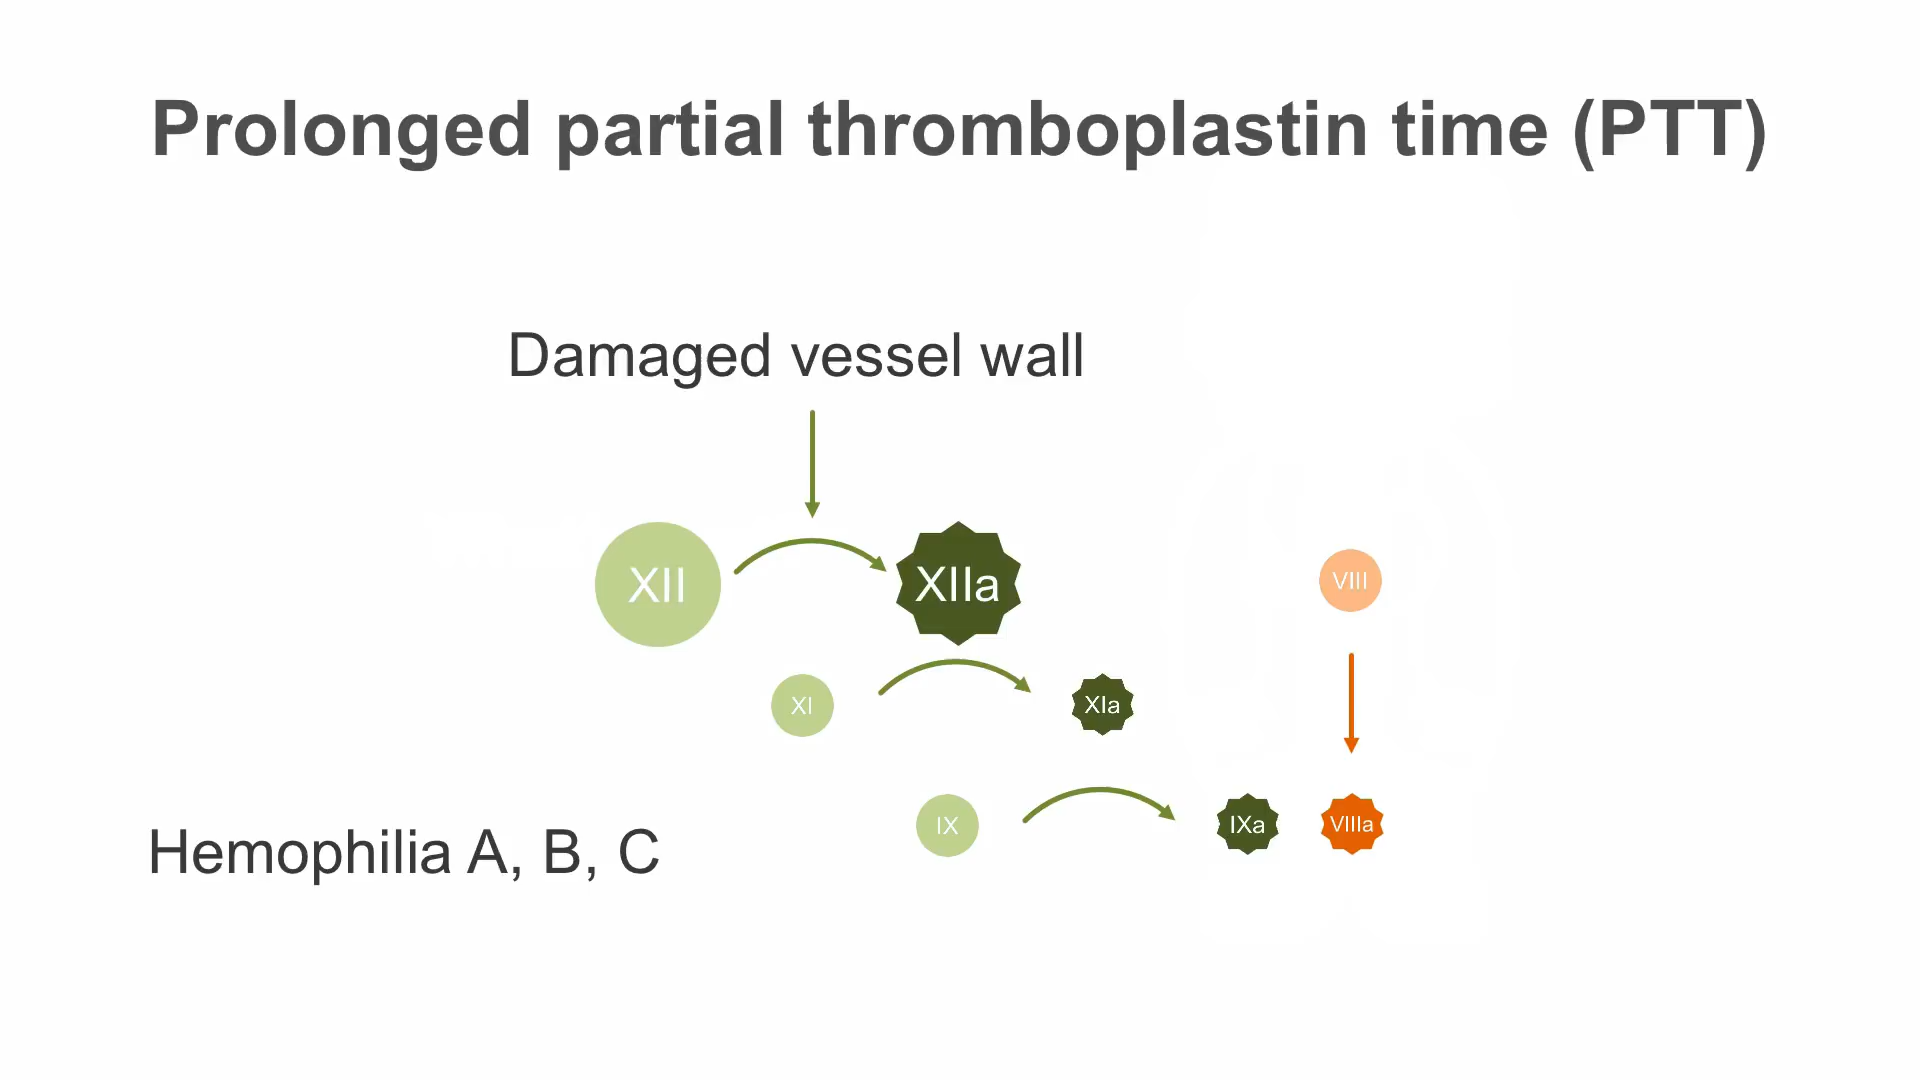 Prolonged partial thromboplastin time (PTT)
Damaged vessel wall
XII
XIIa
VIII
XI
XIa
IX
IXa
VIIIa
Hemophilia A, B, C